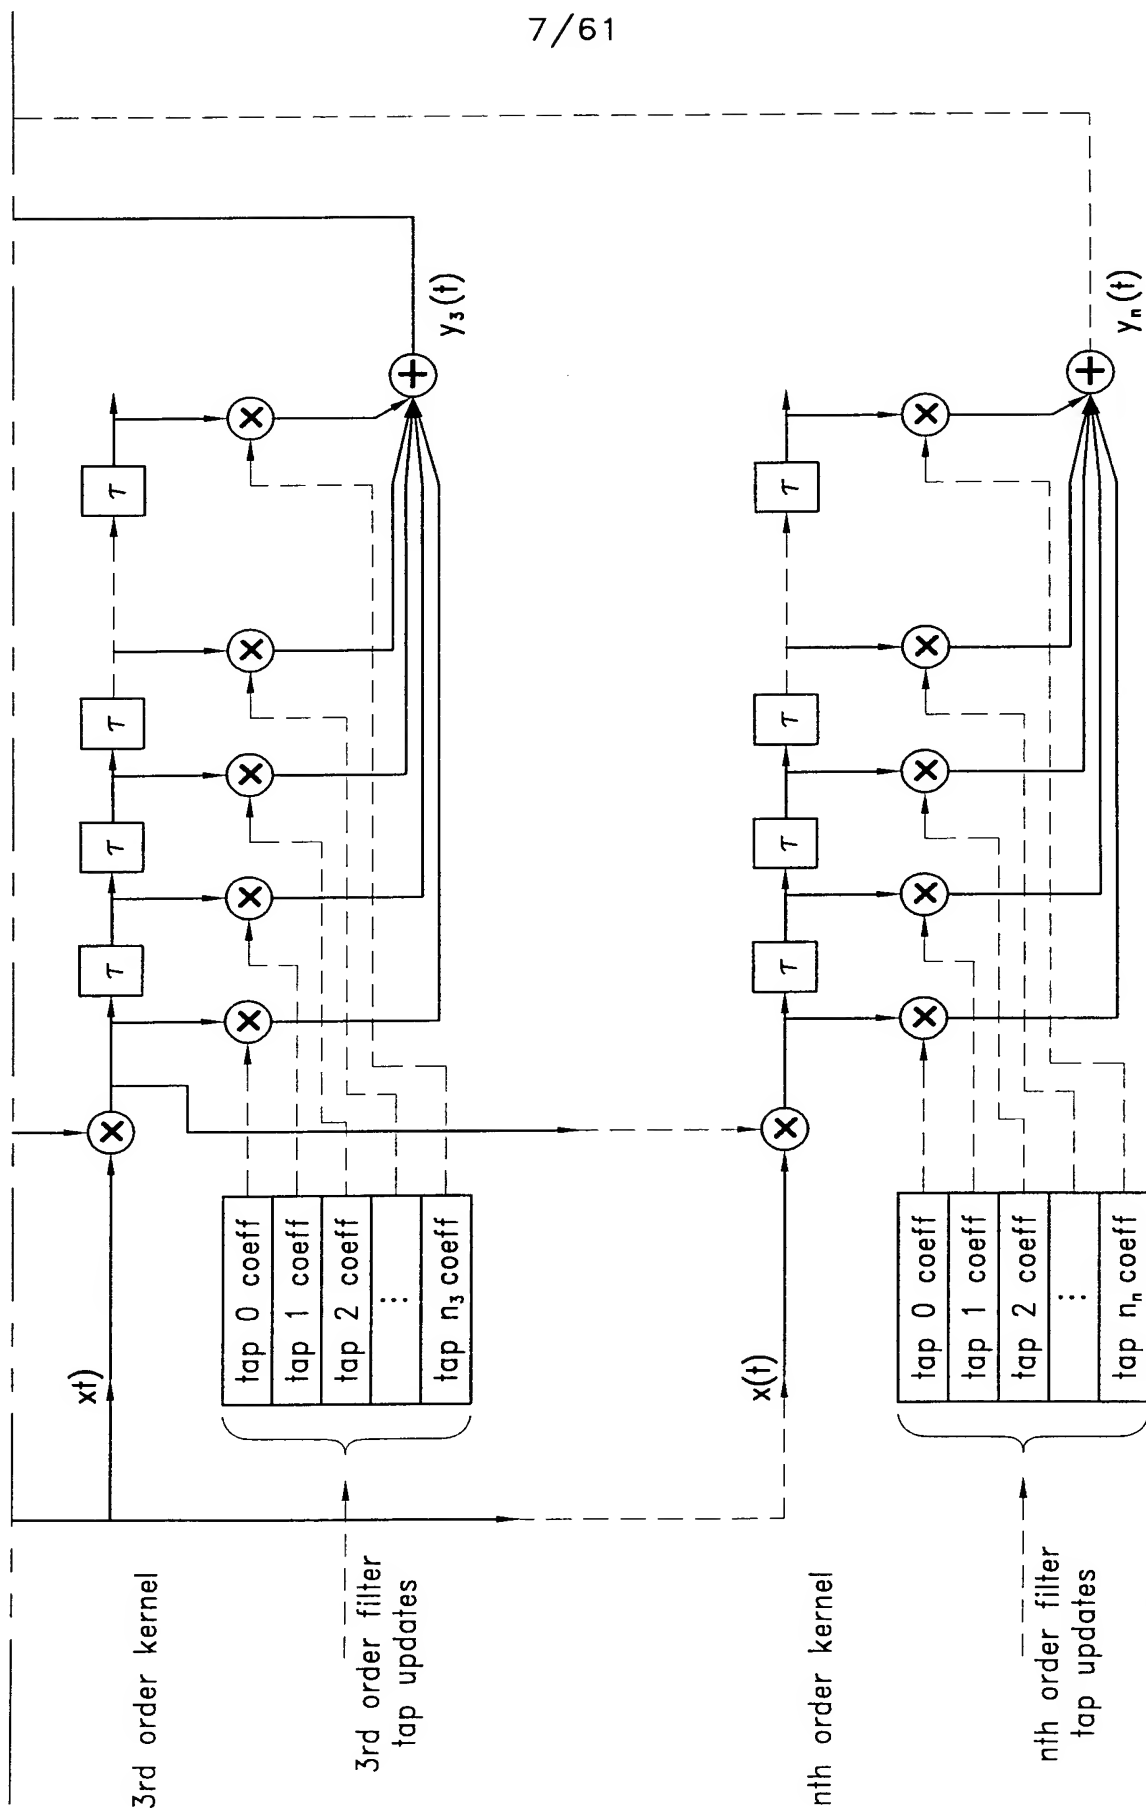 7/61
3rd order kernel
xt)
τ
τ
τ
τ
3rd order filter
tap updates
tap 0 coeff
tap 1 coeff
tap 2 coeff
...
tap n₃ coeff
y₃(t)
nth order kernel
x(t)
τ
τ
τ
τ
nth order filter
tap updates
tap 0 coeff
tap 1 coeff
tap 2 coeff
...
tap nₙ coeff
yₙ(t)